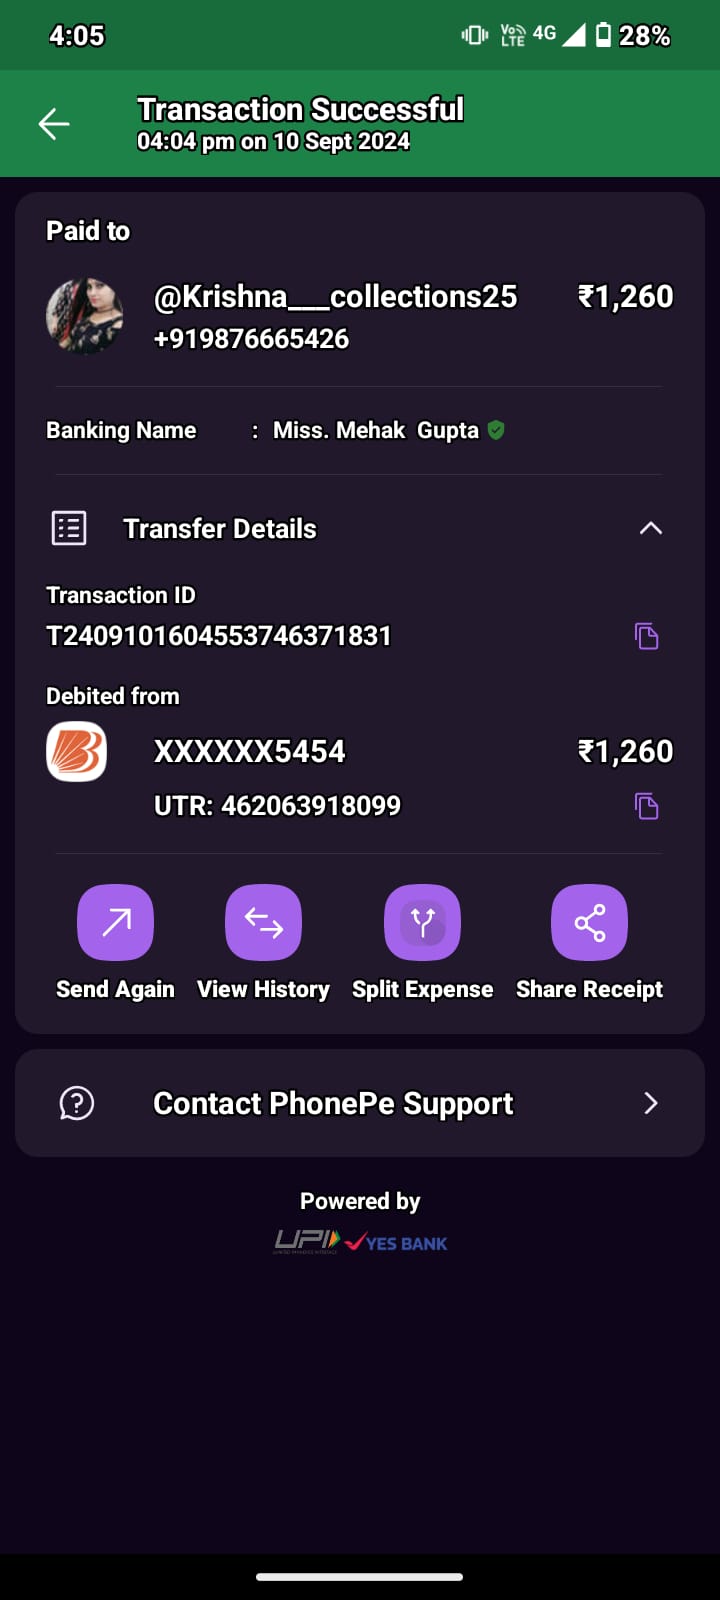 4:05
Vo
LTE
4G
28%
Transaction Successful
04:04 pm on 10 Sept 2024
Paid to
@Krishna___collections25 ₹1,260
+919876665426
Banking Name : Miss. Mehak Gupta
Transfer Details
Transaction ID
T2409101604553746371831
Debited from
XXXXXX5454 ₹1,260
UTR: 462063918099
Send Again View History Split Expense Share Receipt
Contact PhonePe Support
Powered by
UPI YES BANK